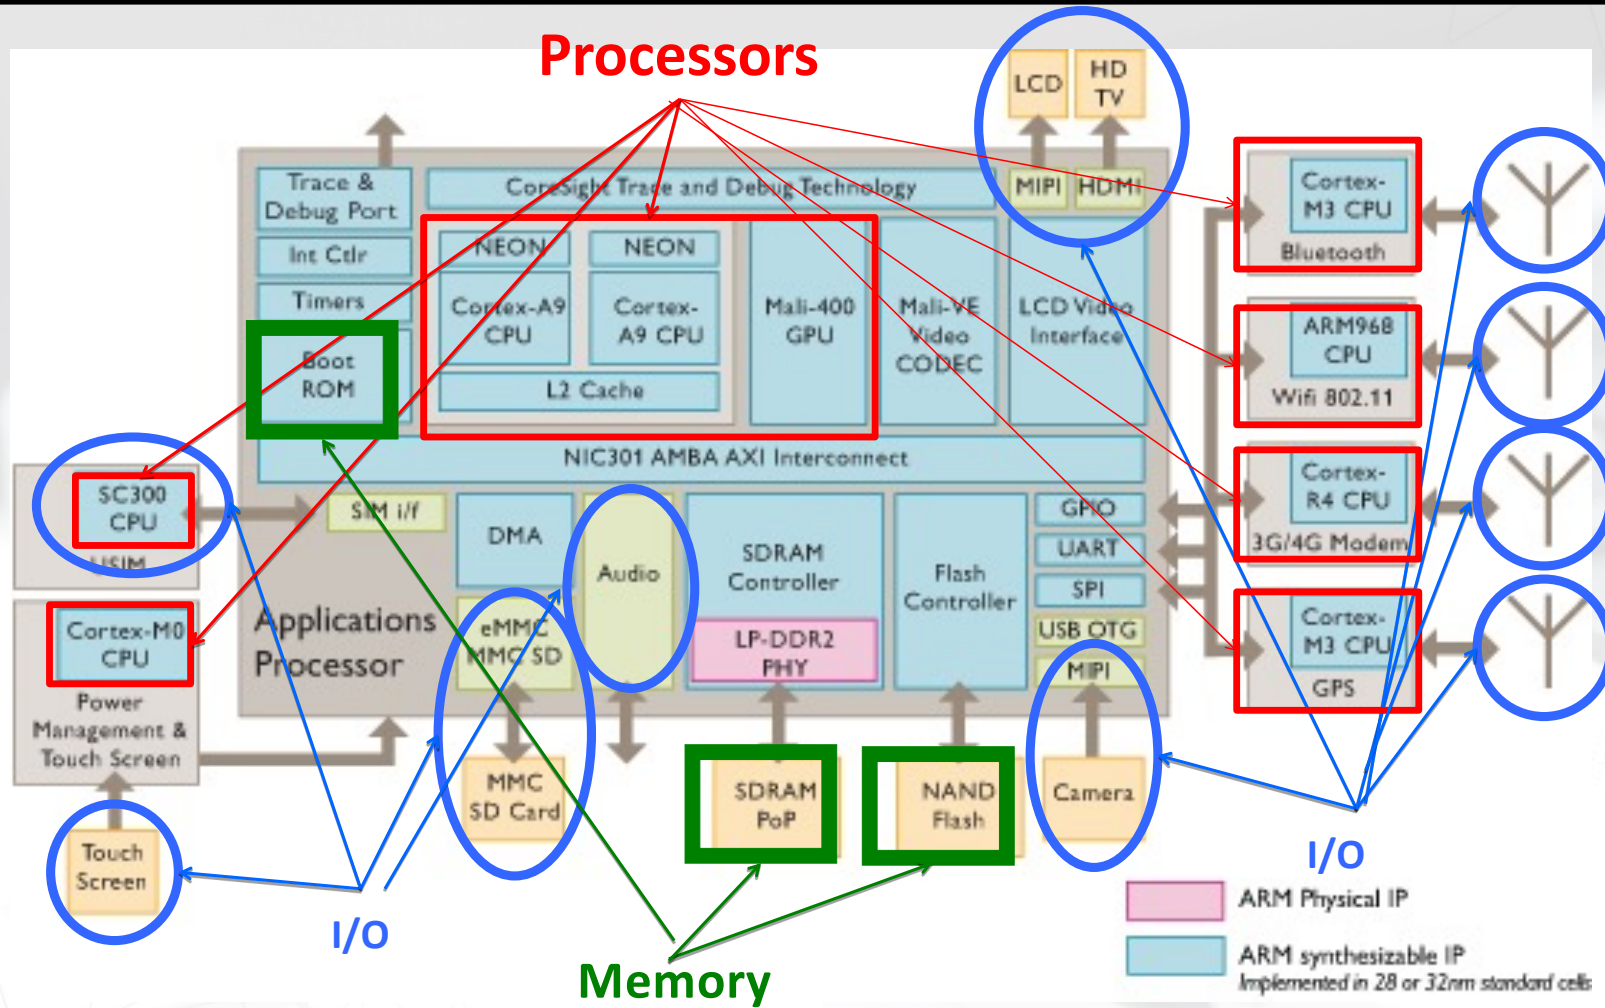 Processors
LCD
HD
TV
Trace &
Debug Port
CoreSight Trace and Debug Technology
MIPI
HDMI
Cortex-
M3 CPU
Bluetooth
Int Ctlr
NEON
NEON
Timers
Cortex-A9
CPU
Cortex-
A9 CPU
Mali-400
GPU
Mali-VE
Video
CODEC
LCD Video
Interface
ARM968
CPU
Wifi 802.11
Boot
ROM
L2 Cache
NIC301 AMBA AXI Interconnect
Cortex-
R4 CPU
3G/4G Modem
SC300
CPU
USIM
SIM i/f
DMA
Audio
SDRAM
Controller
Flash
Controller
GPIO
UART
SPI
USB OTG
MIPI
Cortex-M0
CPU
Power
Management &
Touch Screen
Applications
Processor
eMMC
MMC SD
LP-DDR2
PHY
Cortex-
M3 CPU
GPS
MMC
SD Card
SDRAM
PoP
NAND
Flash
Camera
Touch
Screen
I/O
I/O
Memory
ARM Physical IP
ARM synthesizable IP
Implemented in 28 or 32nm standard cells